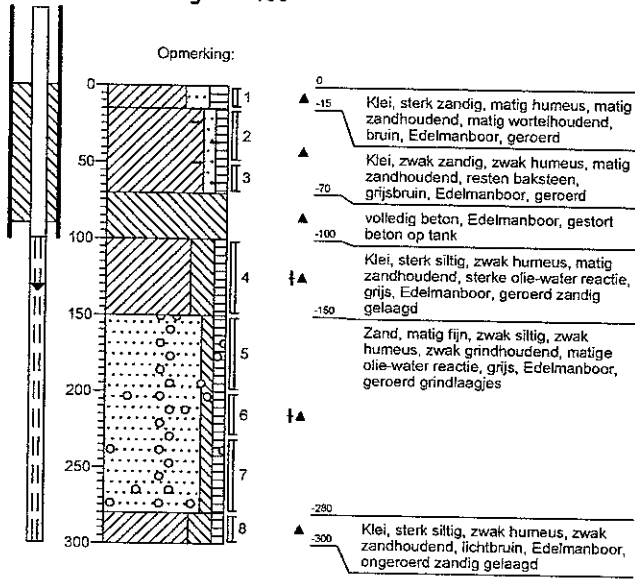 Opmerking:
0
50
100
150
200
250
300
1
2
3
4
5
6
7
8
0
Klei, sterk zandig, matig humeus, matig
-15
zandhoudend, matig wortelhoudend,
bruin, Edelmanboor, geroerd
Klei, zwak zandig, zwak humeus, matig
zandhoudend, resten baksteen,
-70
grijsbruin, Edelmanboor, geroerd
volledig beton, Edelmanboor, gestort
-100
beton op tank
Klei, sterk siltig, zwak humeus, matig
zandhoudend, sterke olie-water reactie,
grijs, Edelmanboor, geroerd zandig
-150
gelaagd
Zand, matig fijn, zwak siltig, zwak
humeus, zwak grindhoudend, matige
olie-water reactie, grijs, Edelmanboor,
geroerd grindlaagjes
-280
Klei, sterk siltig, zwak humeus, zwak
-300
zandhoudend, lichtbruin, Edelmanboor,
ongeroerd zandig gelaagd